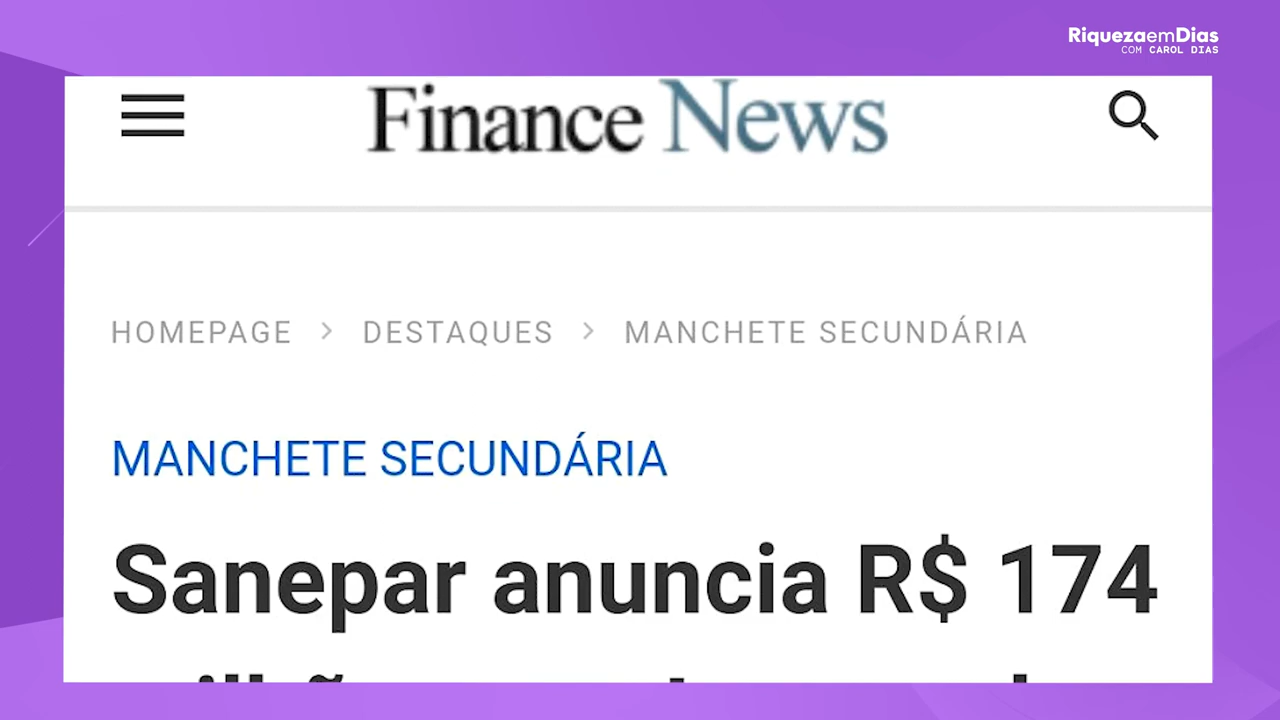 RiquezaemDias
COM CAROL DIAS
Finance News
HOMEPAGE > DESTAQUES > MANCHETE SECUNDÁRIA
MANCHETE SECUNDÁRIA
Sanepar anuncia R$ 174